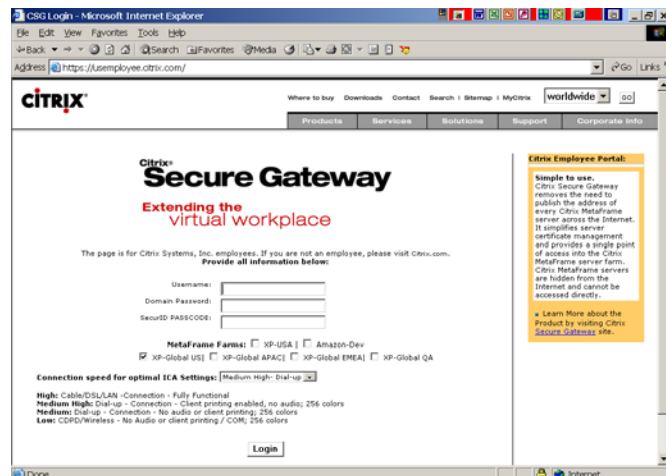 CSG Login - Microsoft Internet Explorer
File Edit View Favorites Tools Help
Back Search Favorites Media
Address https://usemployee.citrix.com/ Go Links
CITRIX®
Where to buy Downloads Contact Search | Sitemap | MyCitrix worldwide GO
Products Services Solutions Support Corporate Info
Citrix®
Secure Gateway
Extending the
virtual workplace
The page is for Citrix Systems, Inc. employees. If you are not an employee, please visit Citrix.com.
Provide all information below:
Username:
Domain Password:
SecurID PASSCODE:
MetaFrame Farms: XP-USA | Amazon-Dev
XP-Global US| XP-Global APAC| XP-Global EMEA| XP-Global QA
Connection speed for optimal ICA Settings: Medium High- Dial-up
High: Cable/DSL/LAN -Connection - Fully Functional
Medium High: Dial-up - Connection - Client printing enabled, no audio; 256 colors
Medium: Dial-up - Connection - No audio or client printing; 256 colors
Low: CDPD/Wireless - No Audio or client printing / COM; 256 colors
Login
Citrix Employee Portal:
Simple to use.
Citrix Secure Gateway
removes the need to
publish the address of
every Citrix MetaFrame
server across the Internet.
It simplifies server
certificate management
and provides a single point
of access into the Citrix
MetaFrame server farm.
Citrix MetaFrame servers
are hidden from the
Internet and cannot be
accessed directly.
Learn More about the
Product by visiting Citrix
Secure Gateway site.
Done Internet